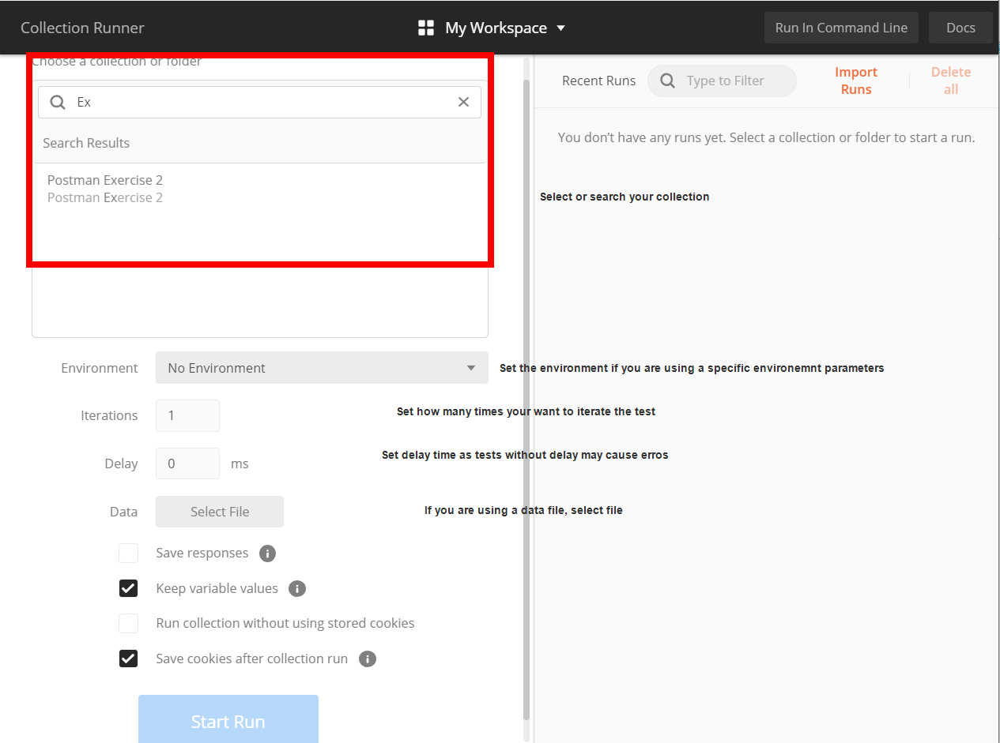 Collection Runner
My Workspace
Run In Command Line
Docs
Choose a collection or folder
Ex
Search Results
Postman Exercise 2
Postman Exercise 2
Recent Runs
Type to Filter
Import
Runs
Delete
all
You don’t have any runs yet. Select a collection or folder to start a run.
Select or search your collection
Environment
No Environment
Set the environment if you are using a specific environemnt parameters
Iterations
1
Set how many times your want to iterate the test
Delay
0
ms
Set delay time as tests without delay may cause erros
Data
Select File
If you are using a data file, select file
Save responses
Keep variable values
Run collection without using stored cookies
Save cookies after collection run
Start Run